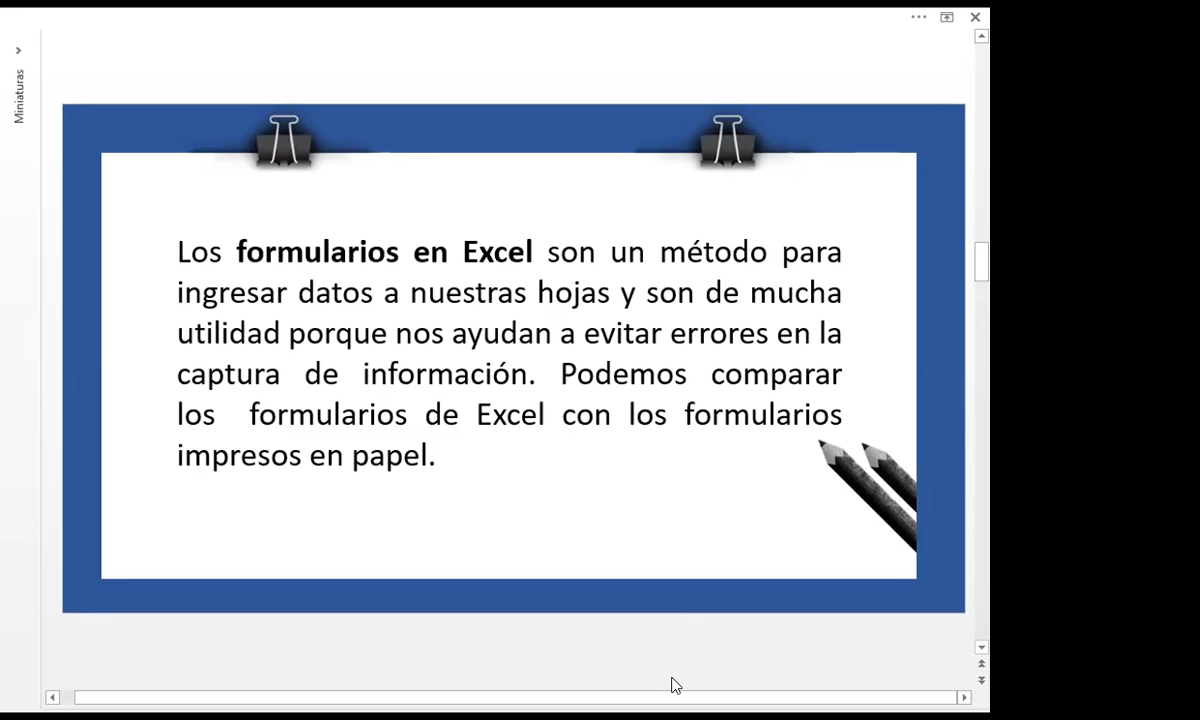 Miniaturas
Los formularios en Excel son un método para
ingresar datos a nuestras hojas y son de mucha
utilidad porque nos ayudan a evitar errores en la
captura de información. Podemos comparar
los formularios de Excel con los formularios
impresos en papel.